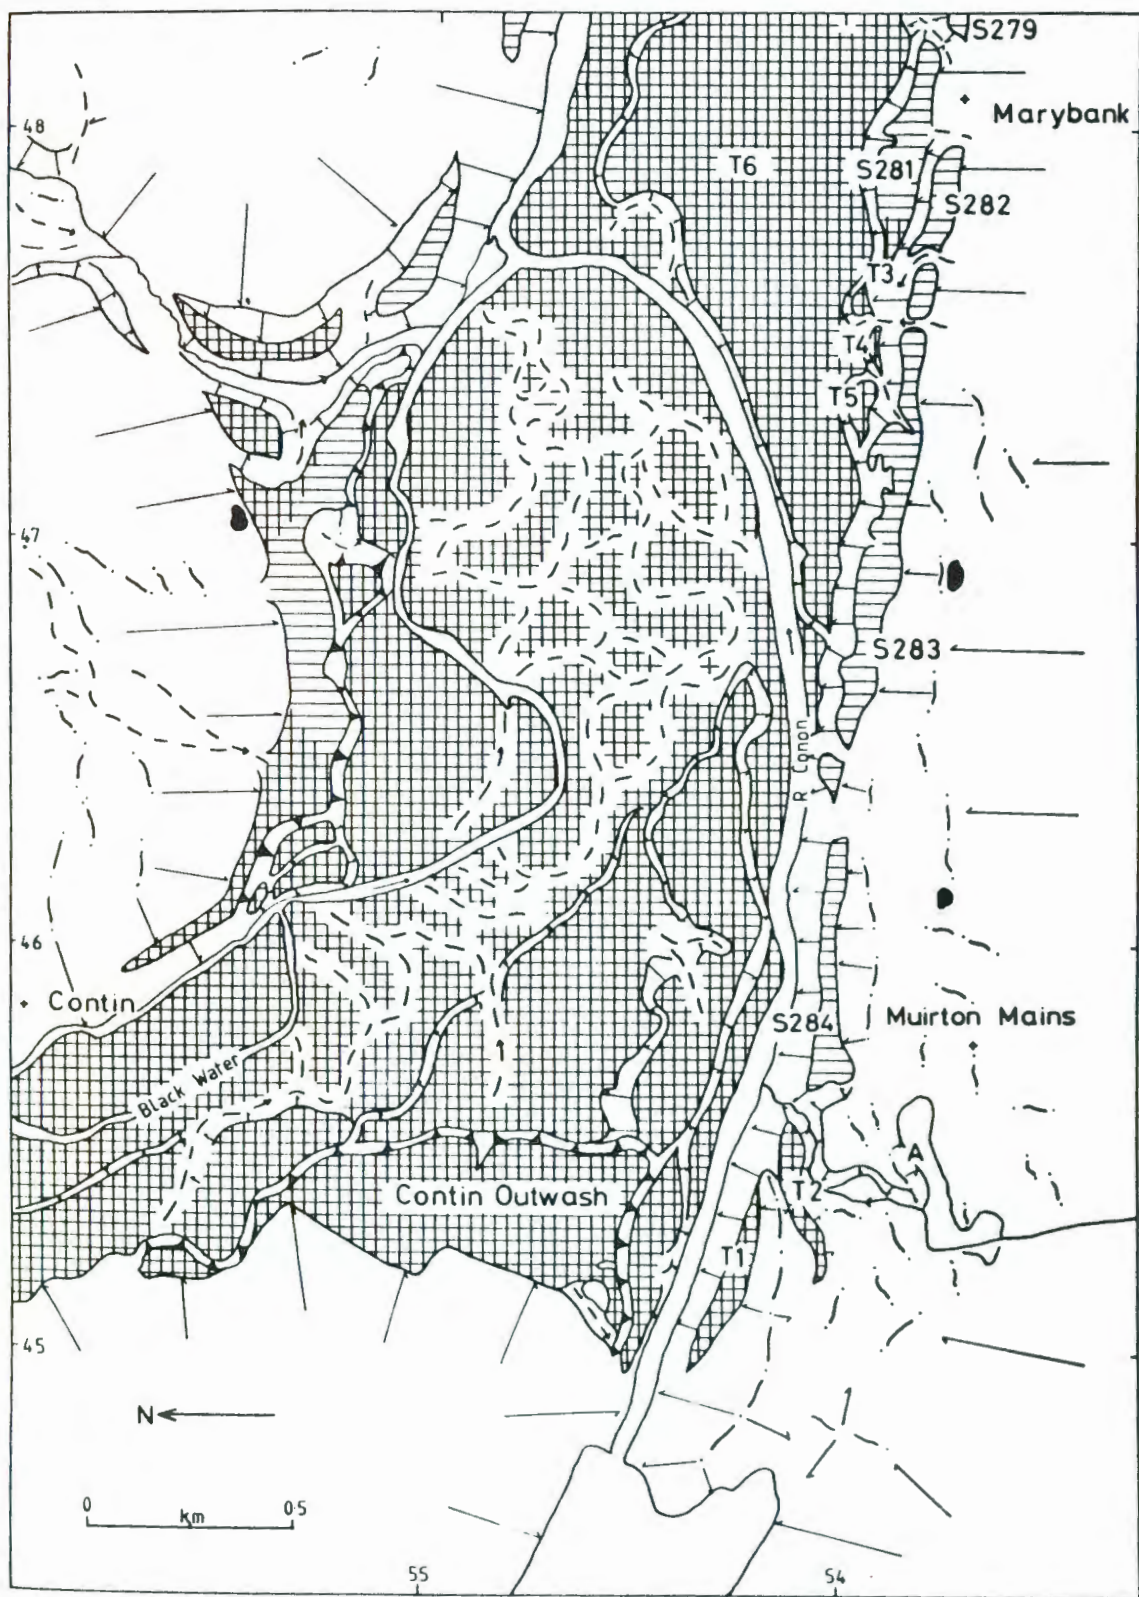 S279
48
Marybank
T6
S281
S282
T3
T4
T5
47
S283
R Conon
46
Contin
S284
Muirton Mains
Black Water
A
Contin Outwash
T2
T1
45
N
0 0·5
km
55 54